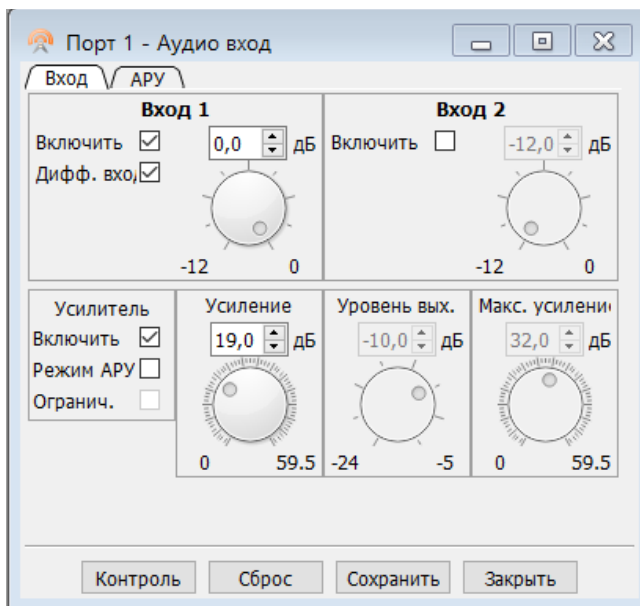 Порт 1 - Аудио вход
Вход АРУ
Вход 1 Вход 2
Включить 0,0 дБ Включить -12,0 дБ
Дифф. вхо
-12 0 -12 0
Усилитель Усиление Уровень вых. Макс. усилени
Включить 19,0 дБ -10,0 дБ 32,0 дБ
Режим АРУ
Огранич.
0 59.5 -24 -5 0 59.5
Контроль Сброс Сохранить Закрыть